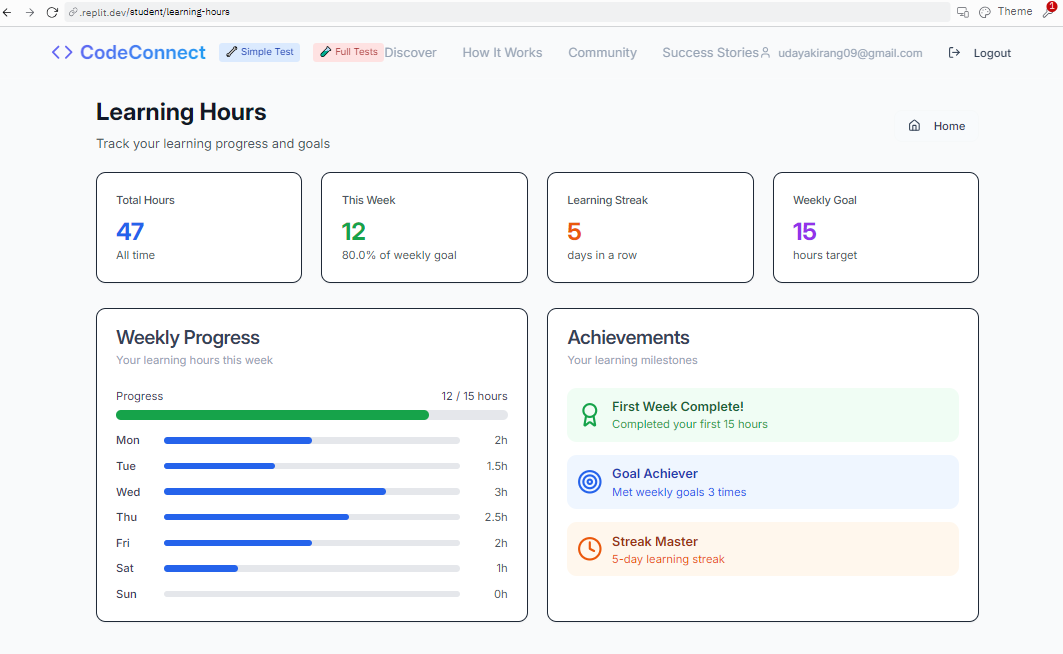 .replit.dev/student/learning-hours
Theme
1
CodeConnect
Simple Test
Full Tests
Discover
How It Works
Community
Success Stories
udayakirang09@gmail.com
Logout
Learning Hours
Track your learning progress and goals
Home
Total Hours
47
All time
This Week
12
80.0% of weekly goal
Learning Streak
5
days in a row
Weekly Goal
15
hours target
Weekly Progress
Your learning hours this week
Progress 12 / 15 hours
Mon 2h
Tue 1.5h
Wed 3h
Thu 2.5h
Fri 2h
Sat 1h
Sun 0h
Achievements
Your learning milestones
First Week Complete!
Completed your first 15 hours
Goal Achiever
Met weekly goals 3 times
Streak Master
5-day learning streak